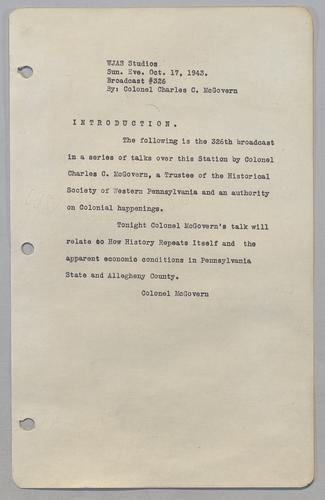 WJAS Studios
Sun. Eve. Oct. 17, 1943.
Broadcast #326
By: Colonel Charles C. McGovern
I N T R O D U C T I O N .
The following is the 326th broadcast
in a series of talks over this Station by Colonel
Charles C. McGovern, a Trustee of the Historical
Society of Western Pennsylvania and an authority
on Colonial happenings.
Tonight Colonel McGovern's talk will
relate to How History Repeats Itself and the
apparent economic conditions in Pennsylvania
State and Allegheny County.
Colonel McGovern